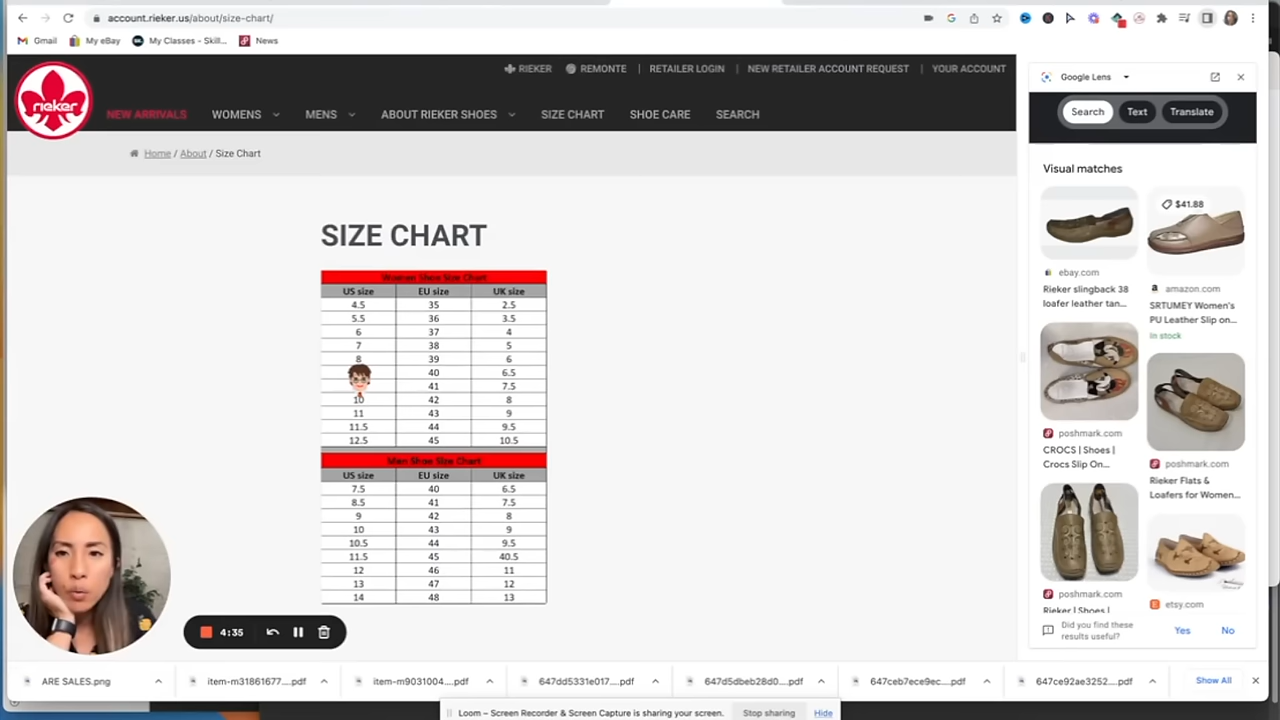 account.rieker.us/about/size-chart/
Gmail
My eBay
My Classes - Skill...
News
RIEKER
REMONTE
RETAILER LOGIN
NEW RETAILER ACCOUNT REQUEST
YOUR ACCOUNT
rieker
NEW ARRIVALS
WOMENS
MENS
ABOUT RIEKER SHOES
SIZE CHART
SHOE CARE
SEARCH
Home / About / Size Chart
SIZE CHART
Women Shoe Size Chart
US size EU size UK size
4.5 35 2.5
5.5 36 3.5
6 37 4
7 38 5
8 39 6
40 6.5
41 7.5
10 42 8
11 43 9
11.5 44 9.5
12.5 45 10.5
Men Shoe Size Chart
US size EU size UK size
7.5 40 6.5
8.5 41 7.5
9 42 8
10 43 9
10.5 44 9.5
11.5 45 40.5
12 46 11
13 47 12
14 48 13
4:35
Google Lens
Search
Text
Translate
Visual matches
ebay.com
Rieker slingback 38
loafer leather tan...
$41.88
amazon.com
SRTUMEY Women's
PU Leather Slip on...
In stock
poshmark.com
CROCS | Shoes |
Crocs Slip On...
poshmark.com
Rieker Flats &
Loafers for Women...
poshmark.com
Rieker | Shoes |
etsy.com
Did you find these
results useful?
Yes
No
ARE SALES.png
item-m31861677....pdf
item-m9031004....pdf
647dd5331e017....pdf
647d5dbeb28d0....pdf
647ceb7ece9ec....pdf
647ce92ae3252....pdf
Show All
Loom – Screen Recorder & Screen Capture is sharing your screen.
Stop sharing
Hide